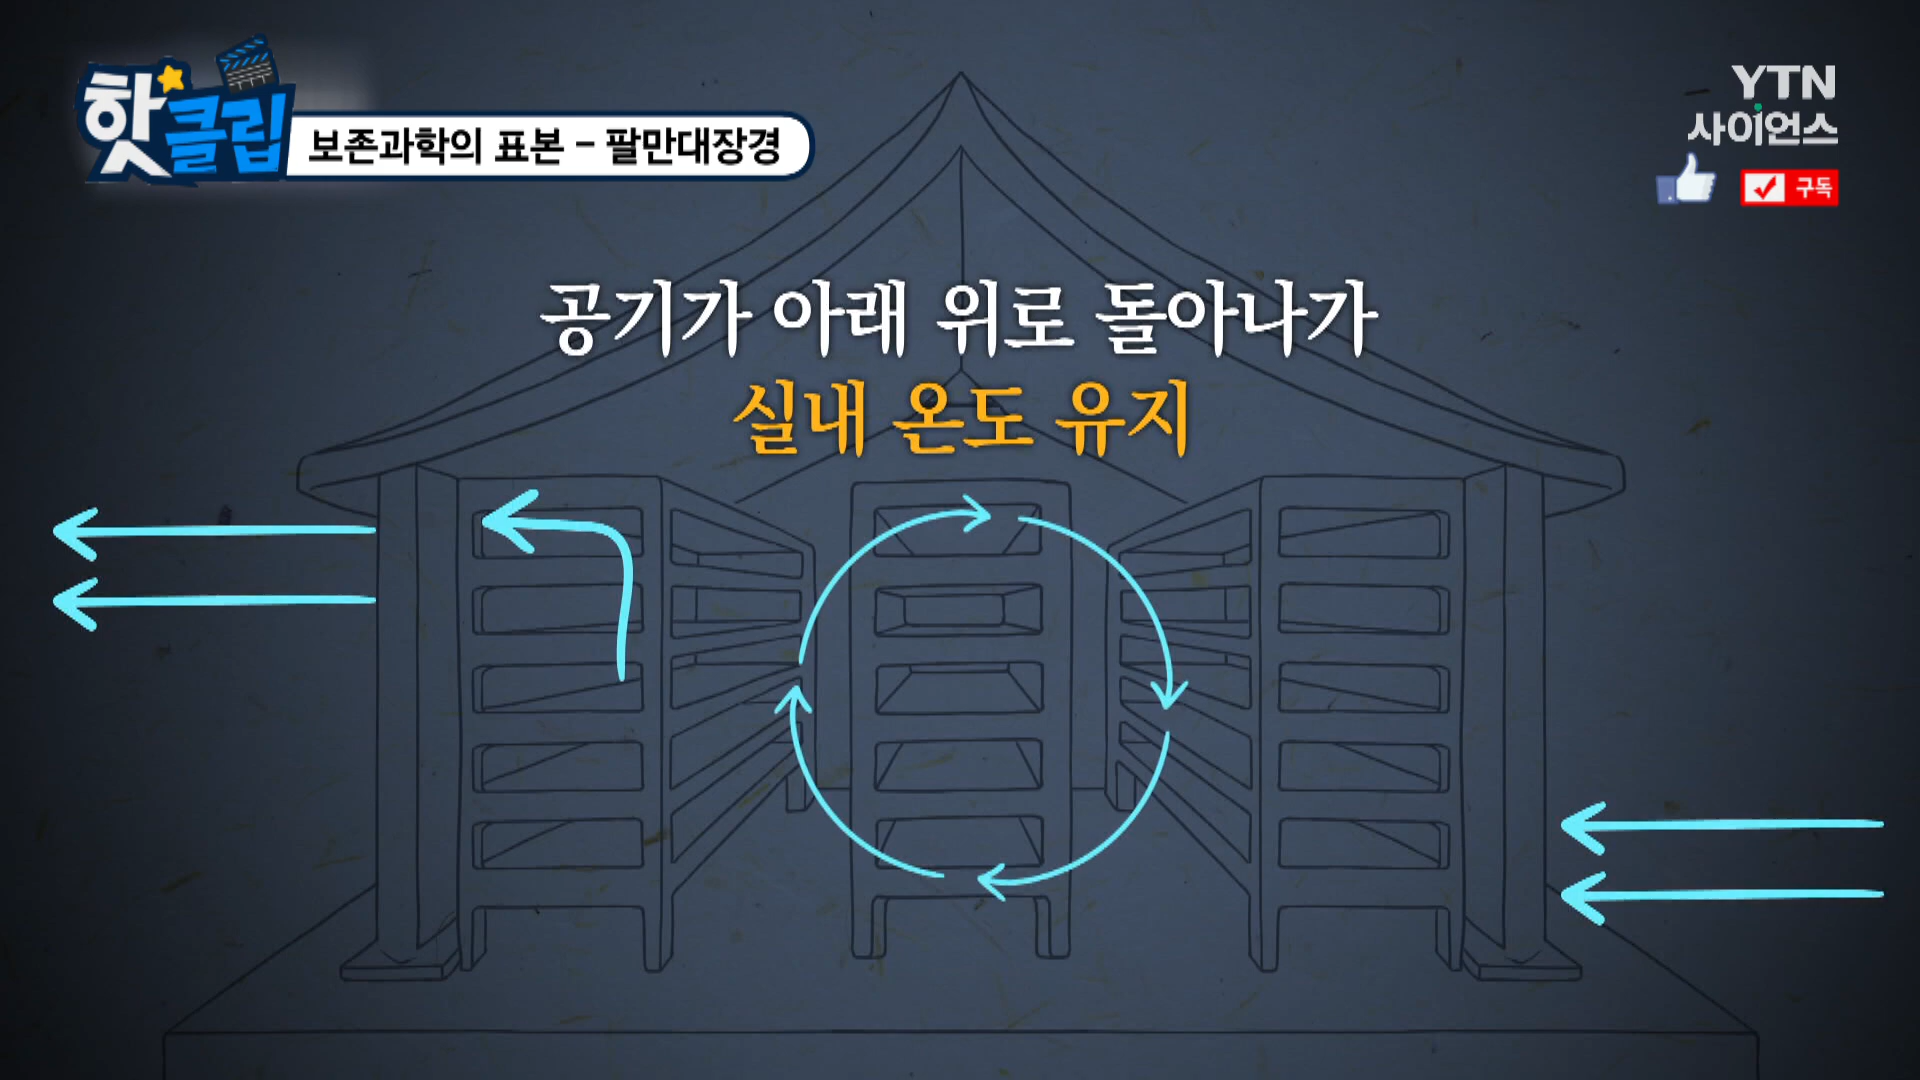 핫클립
보존과학의 표본 - 팔만대장경
YTN
사이언스
구독
공기가 아래 위로 돌아나가
실내 온도 유지